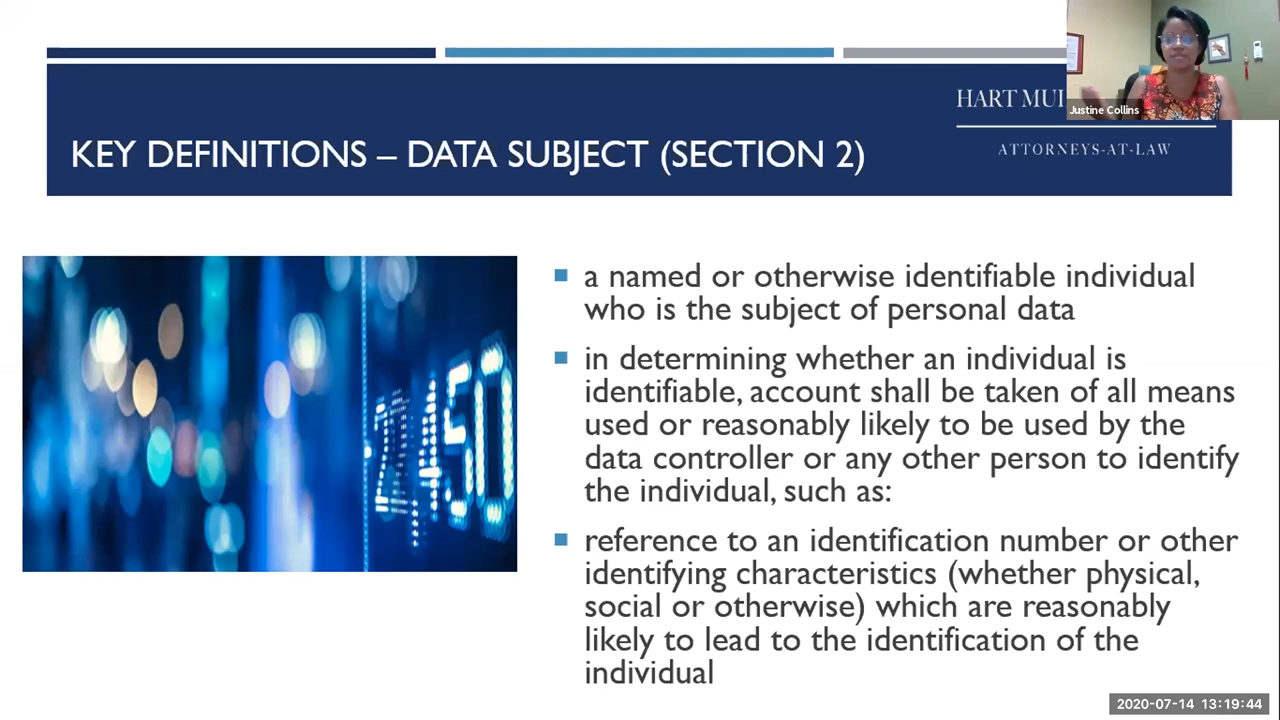 HART MUI
Justine Collins
KEY DEFINITIONS – DATA SUBJECT (SECTION 2)
ATTORNEYS-AT-LAW
a named or otherwise identifiable individual
who is the subject of personal data
in determining whether an individual is
identifiable, account shall be taken of all means
used or reasonably likely to be used by the
data controller or any other person to identify
the individual, such as:
reference to an identification number or other
identifying characteristics (whether physical,
social or otherwise) which are reasonably
likely to lead to the identification of the
individual
2,450
2020-07-14 13:19:44